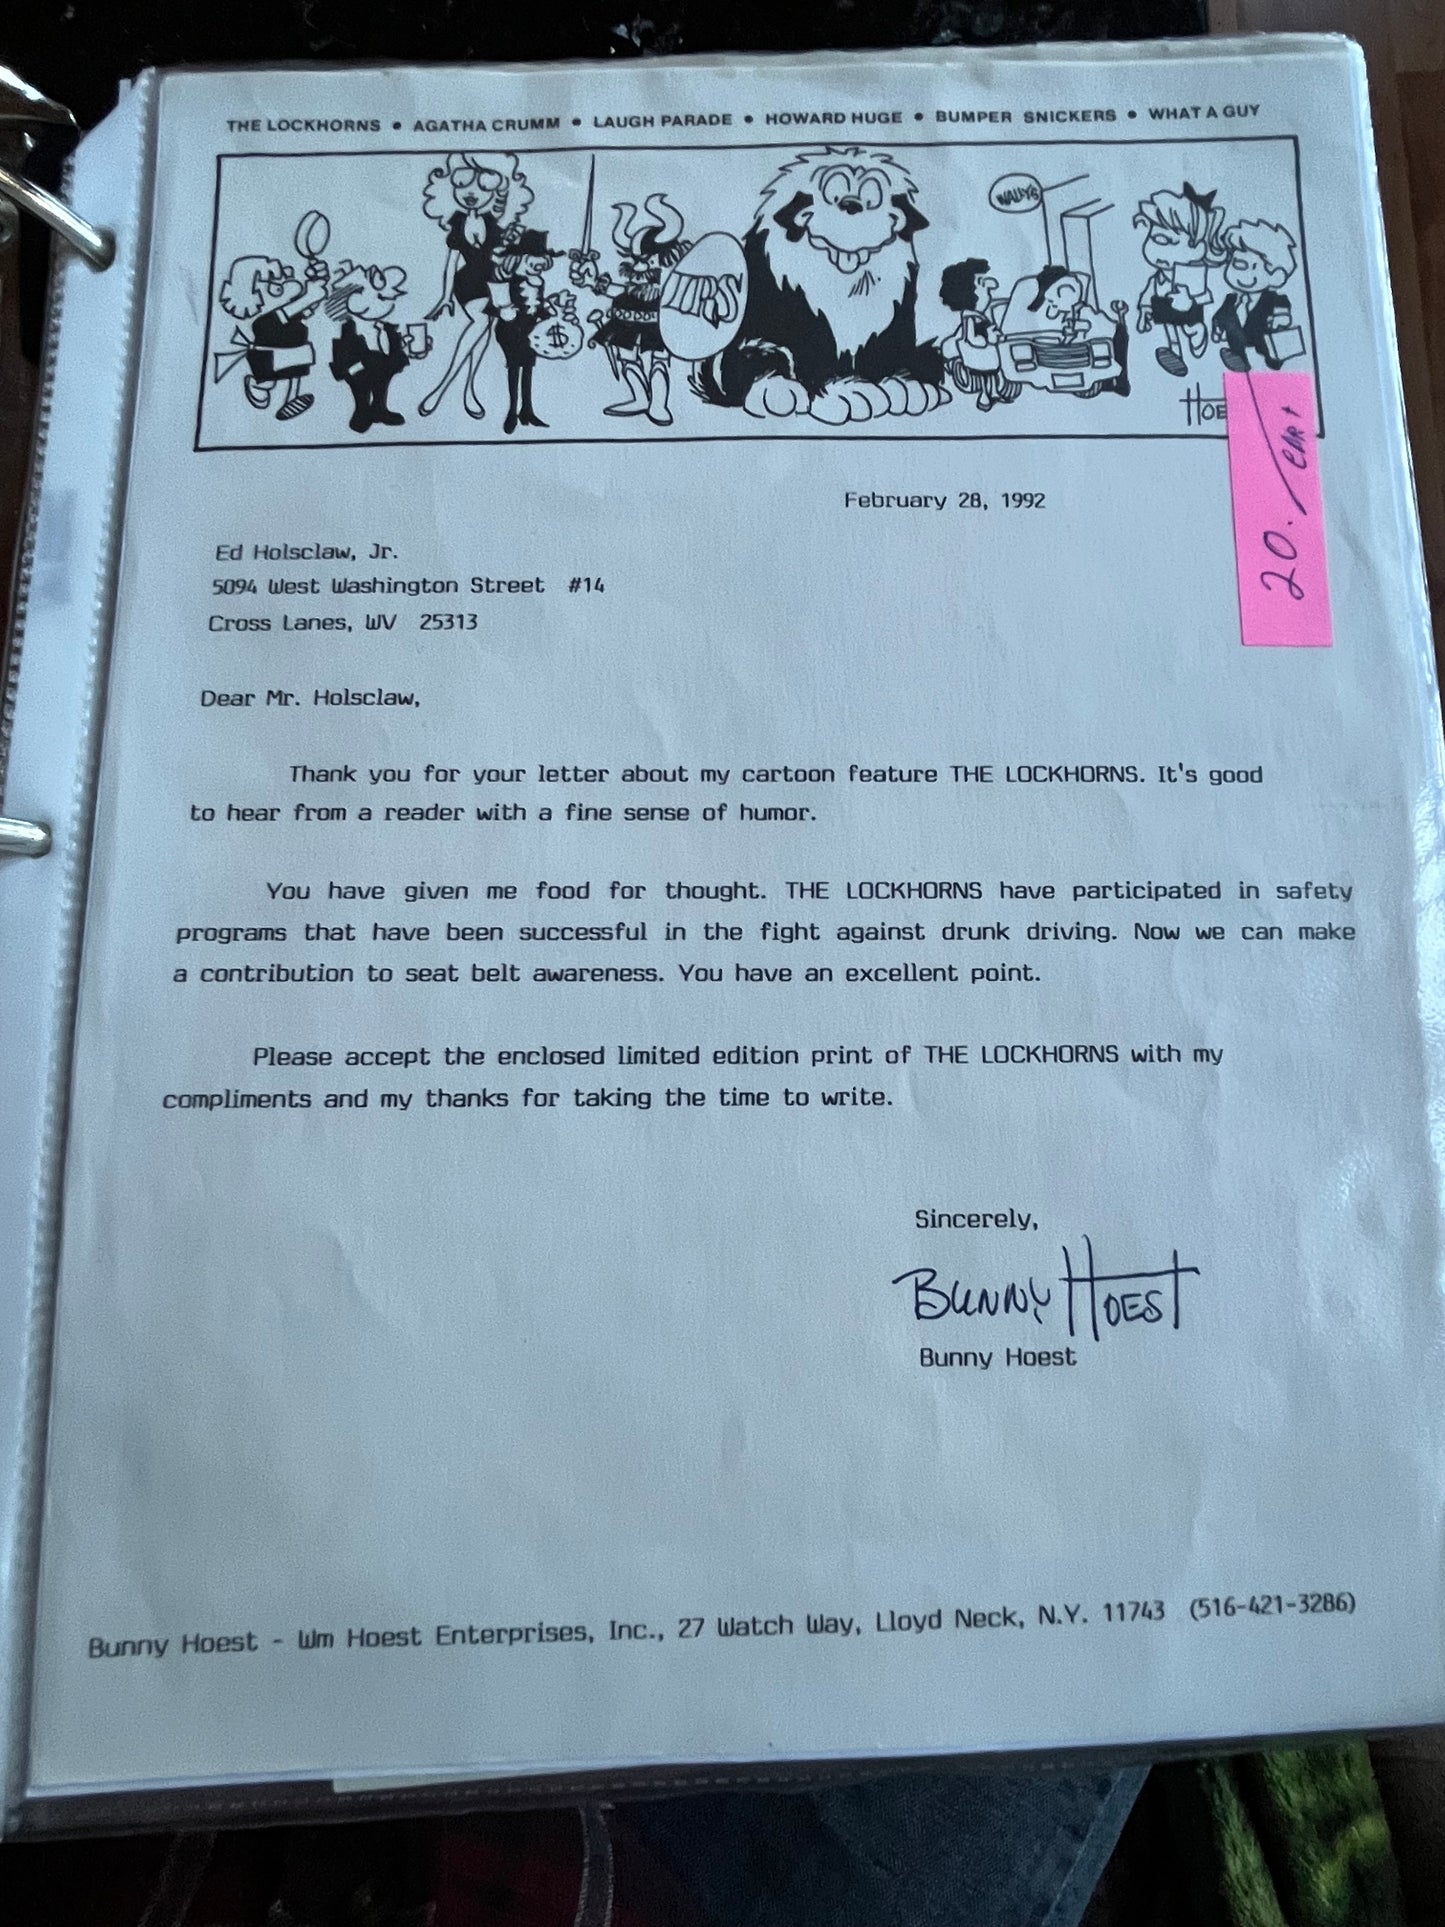 THE LOCKHORNS • AGATHA CRUMM • LAUGH PARADE • HOWARD HUGE • BUMPER SNICKERS • WHAT A GUY
WALLY'S
$
HOE
20. /
February 28, 1992
Ed Holsclaw, Jr.
5094 West Washington Street #14
Cross Lanes, WV 25313
Dear Mr. Holsclaw,
Thank you for your letter about my cartoon feature THE LOCKHORNS. It's good
to hear from a reader with a fine sense of humor.
You have given me food for thought. THE LOCKHORNS have participated in safety
programs that have been successful in the fight against drunk driving. Now we can make
a contribution to seat belt awareness. You have an excellent point.
Please accept the enclosed limited edition print of THE LOCKHORNS with my
compliments and my thanks for taking the time to write.
Sincerely,
BUNNY HOEST
Bunny Hoest
Bunny Hoest - Wm Hoest Enterprises, Inc., 27 Watch Way, Lloyd Neck, N.Y. 11743 (516-421-3286)